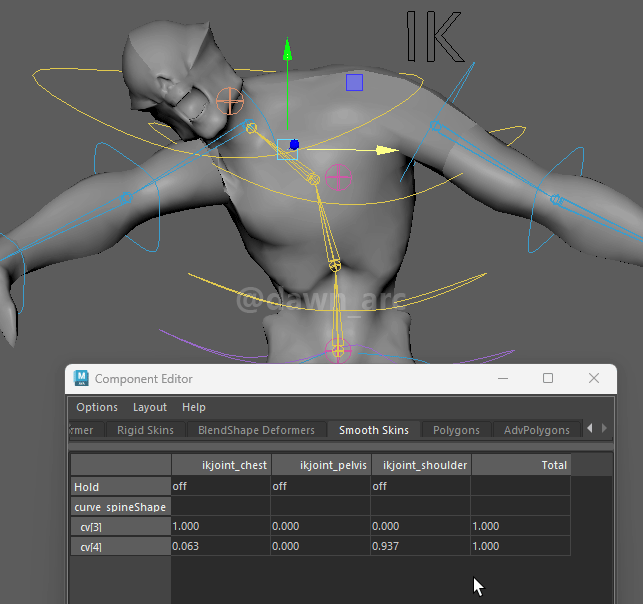 IK
@dawn_arc
Component Editor
Options Layout Help
rmer Rigid Skins BlendShape Deformers Smooth Skins Polygons AdvPolygons
ikjoint_chest ikjoint_pelvis ikjoint_shoulder Total
Hold off off off
curve_spineShape
cv[3] 1.000 0.000 0.000 1.000
cv[4] 0.063 0.000 0.937 1.000